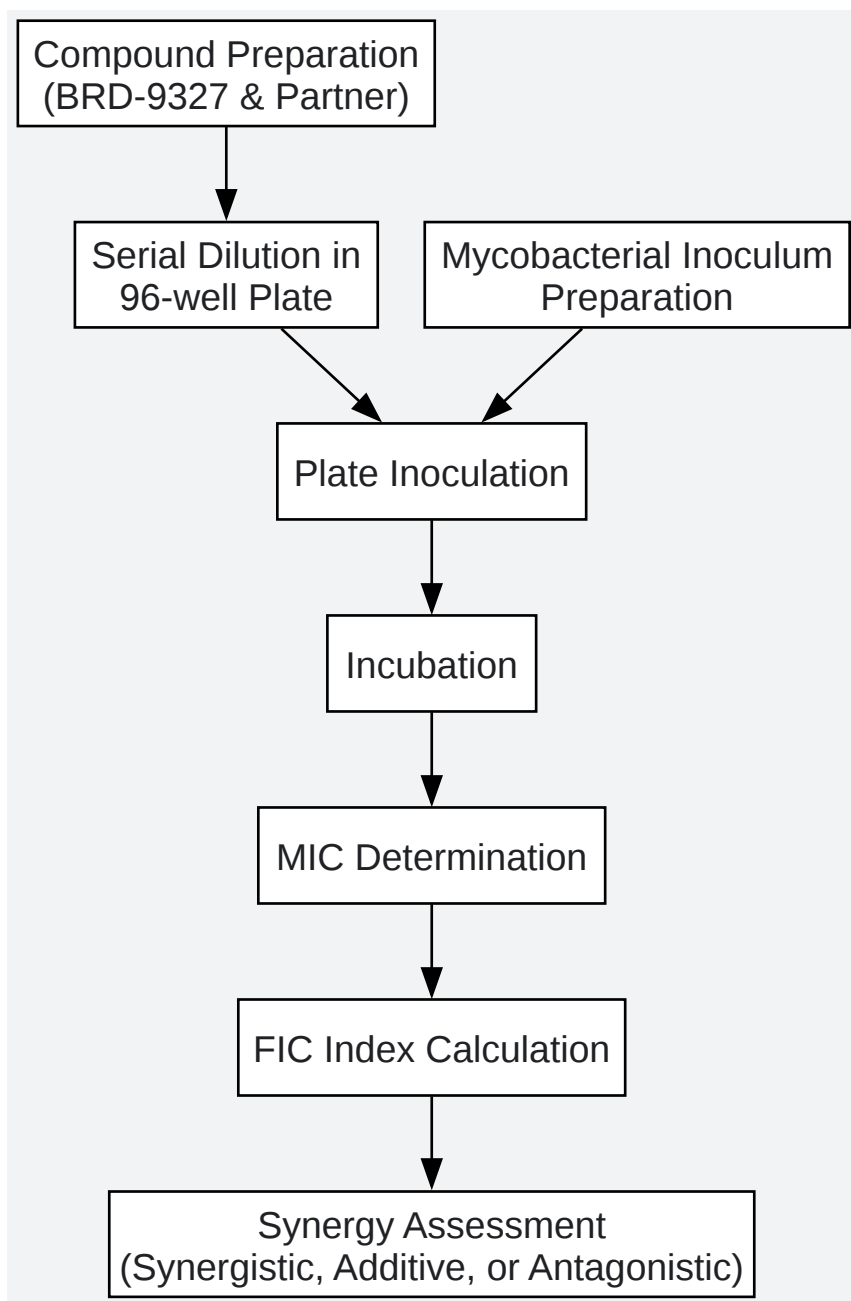 Compound Preparation
(BRD-9327 & Partner)
Serial Dilution in
96-well Plate
Mycobacterial Inoculum
Preparation
Plate Inoculation
Incubation
MIC Determination
FIC Index Calculation
Synergy Assessment
(Synergistic, Additive, or Antagonistic)